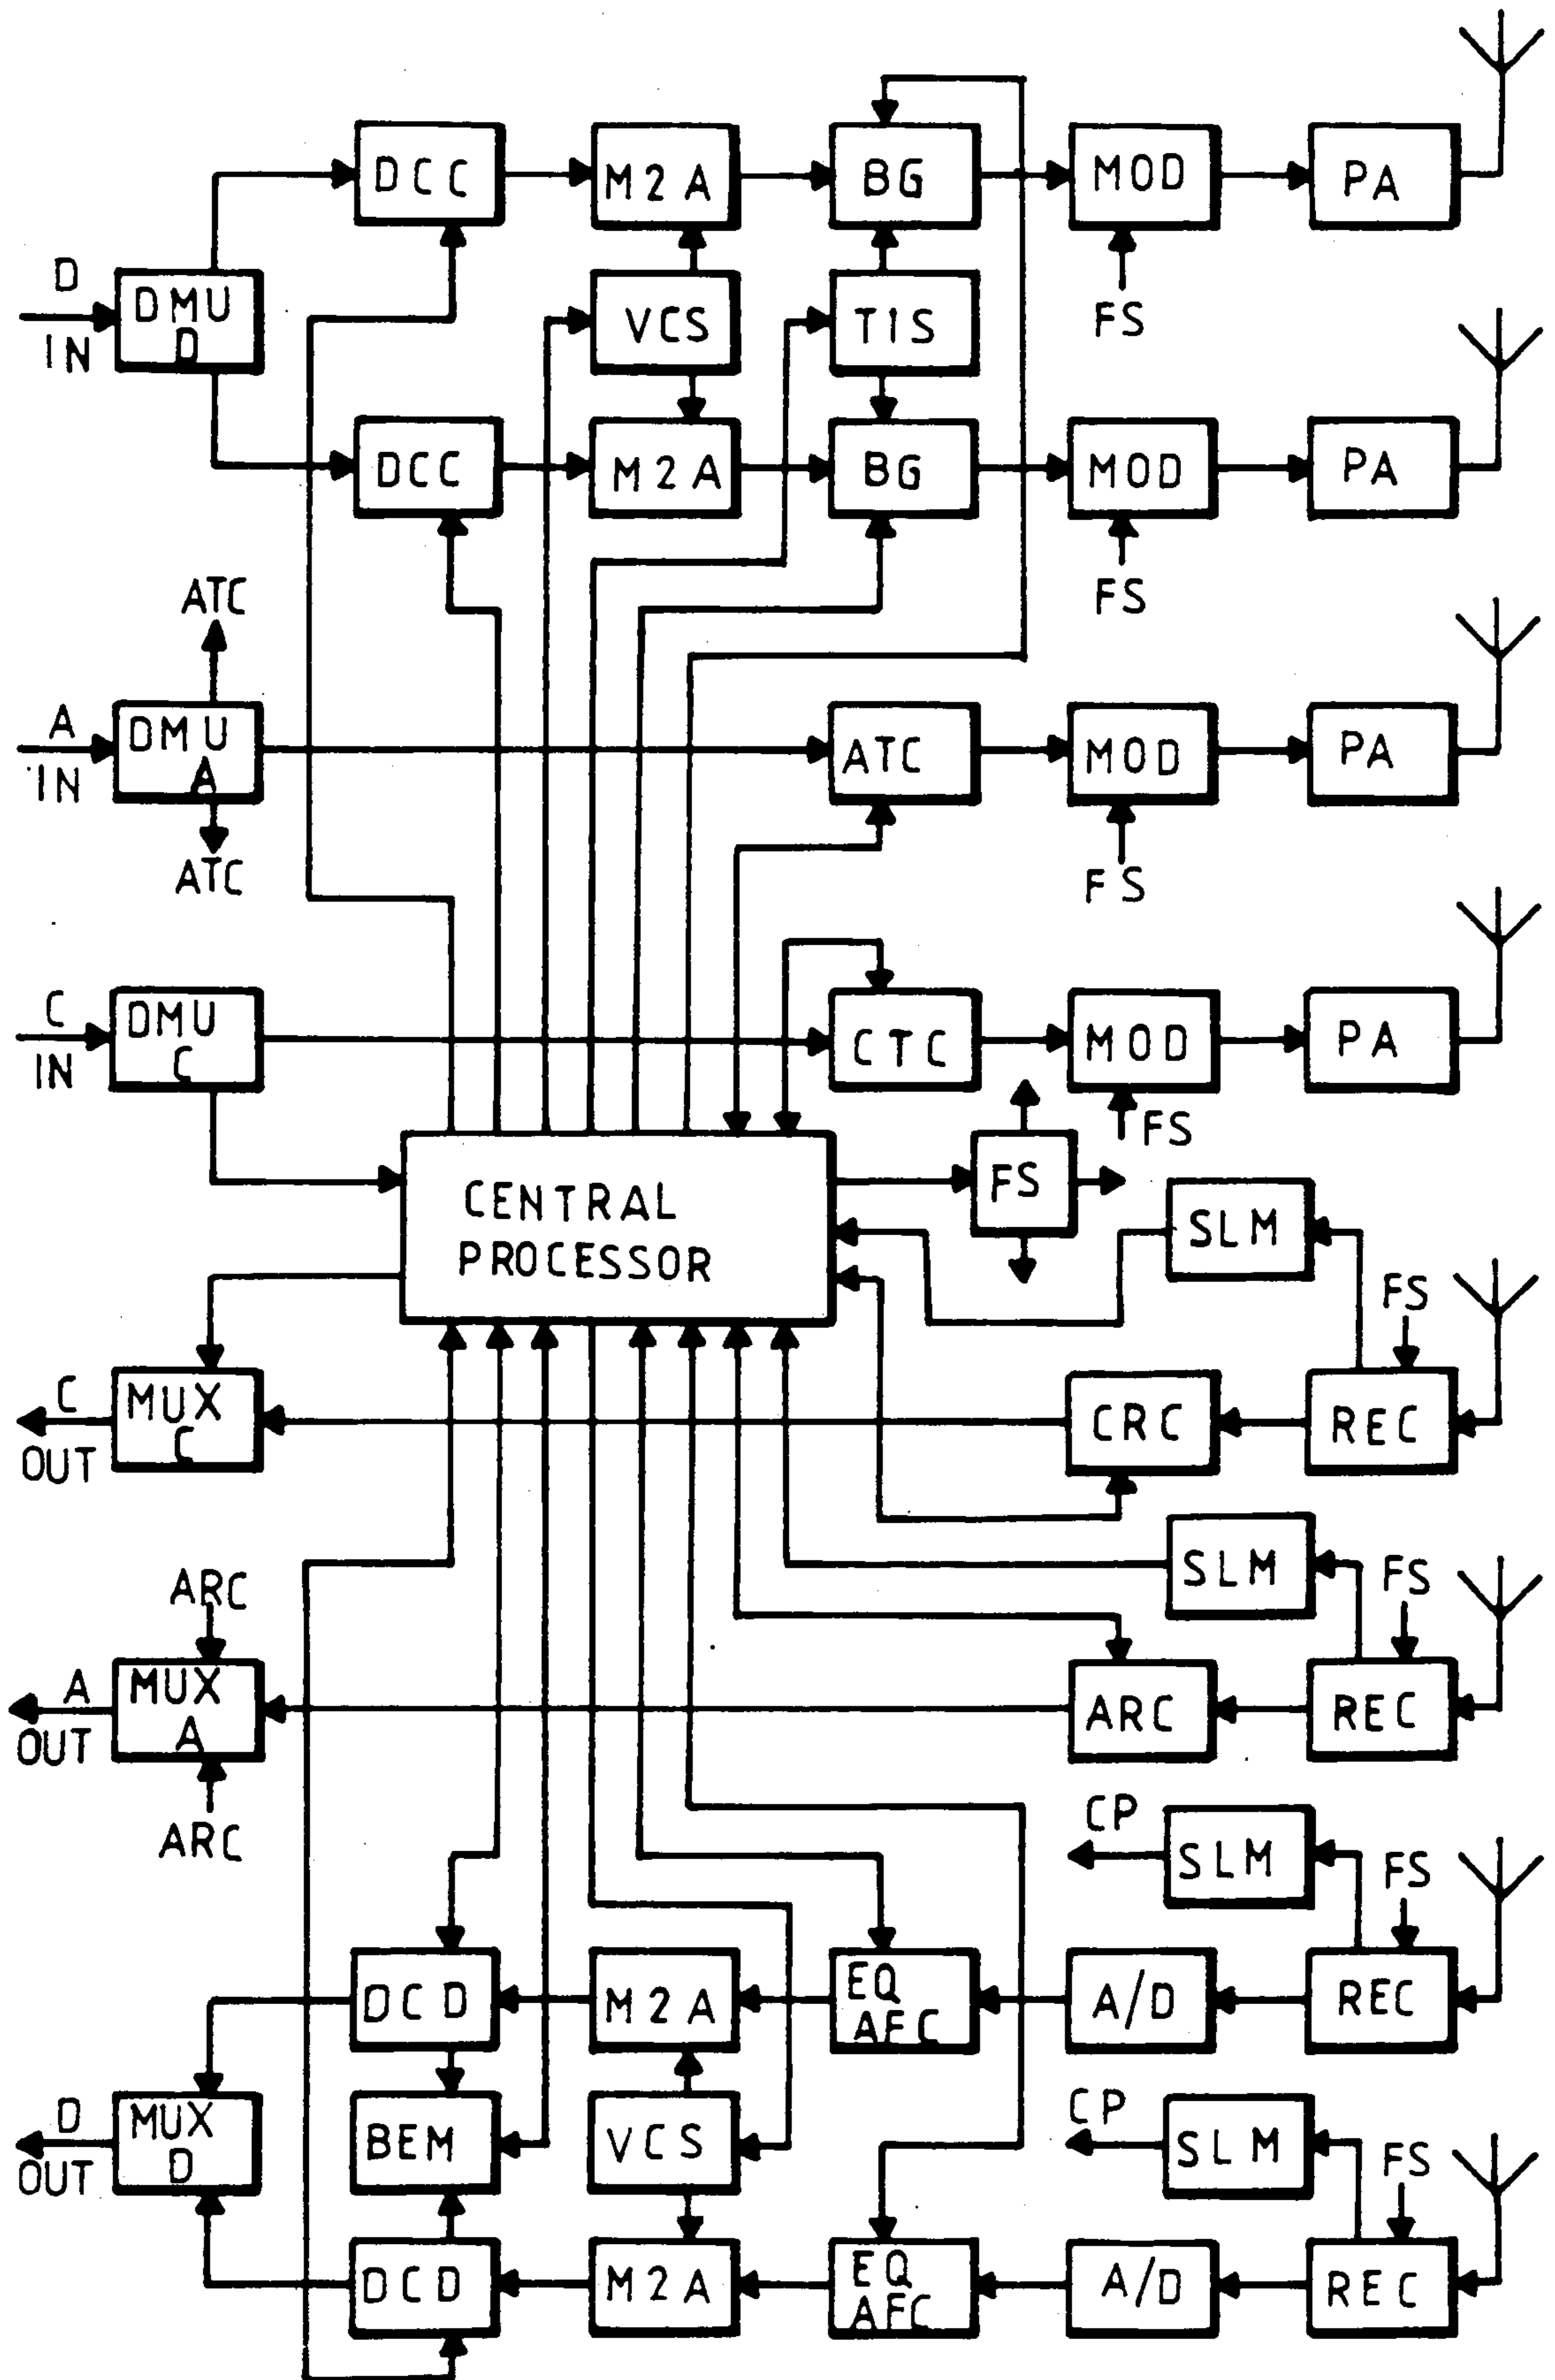 DCC
M2A
BG
MOD
PA
D
IN
DMU
D
VCS
TIS
FS
DCC
M2A
BG
MOD
PA
FS
ATC
A
IN
DMU
A
ATC
MOD
PA
ATC
FS
C
IN
DMU
C
CTC
MOD
PA
FS
CENTRAL
PROCESSOR
FS
SLM
FS
C
OUT
MUX
C
CRC
REC
SLM
FS
ARC
A
OUT
MUX
A
ARC
REC
ARC
CP
SLM
FS
DCD
M2A
EQ
AFC
A/D
REC
D
OUT
MUX
D
BEM
VCS
CP
SLM
FS
DCD
M2A
EQ
AFC
A/D
REC